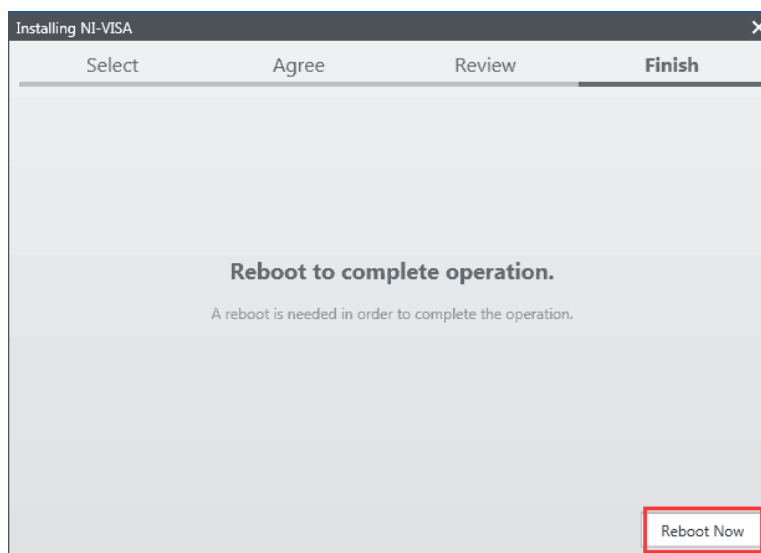 Installing NI-VISA
Select Agree Review Finish
Reboot to complete operation.
A reboot is needed in order to complete the operation.
Reboot Now